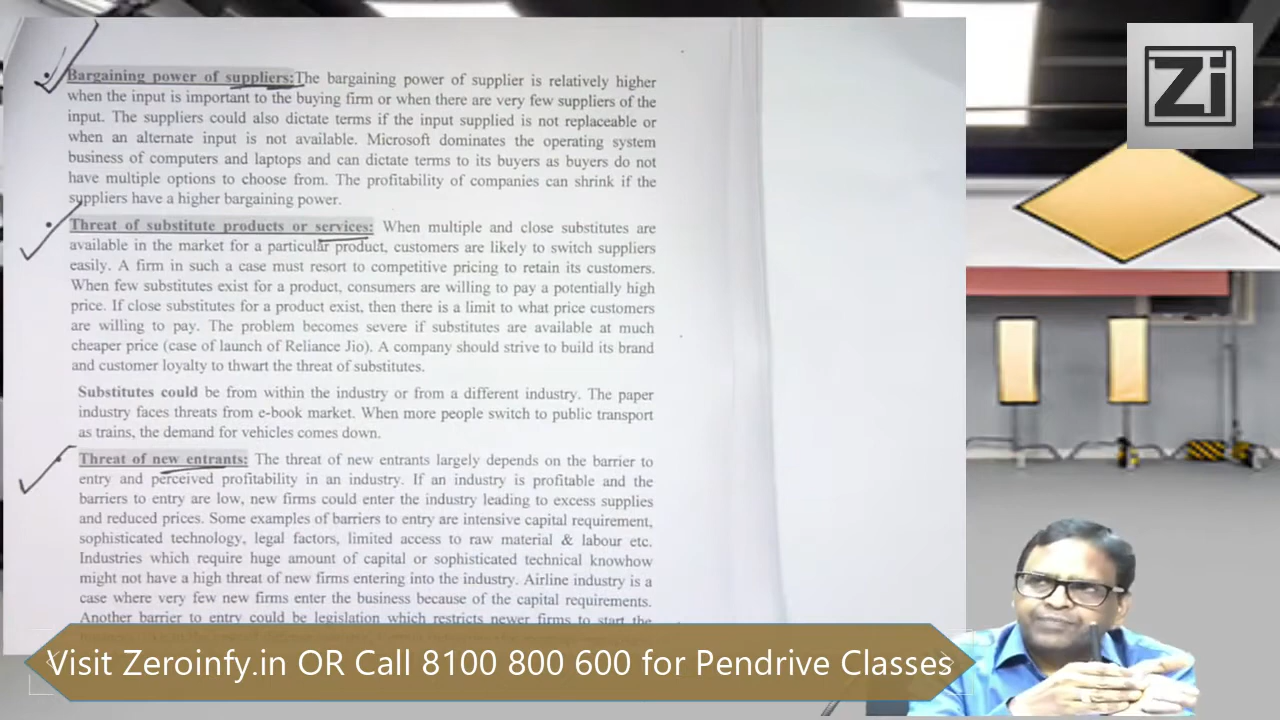 Bargaining power of suppliers:The bargaining power of supplier is relatively higher
when the input is important to the buying firm or when there are very few suppliers of the
input. The suppliers could also dictate terms if the input supplied is not replaceable or
when an alternate input is not available. Microsoft dominates the operating system
business of computers and laptops and can dictate terms to its buyers as buyers do not
have multiple options to choose from. The profitability of companies can shrink if the
suppliers have a higher bargaining power.
Threat of substitute products or services: When multiple and close substitutes are
available in the market for a particular product, customers are likely to switch suppliers
easily. A firm in such a case must resort to competitive pricing to retain its customers.
When few substitutes exist for a product, consumers are willing to pay a potentially high
price. If close substitutes for a product exist, then there is a limit to what price customers
are willing to pay. The problem becomes severe if substitutes are available at much
cheaper price (case of launch of Reliance Jio). A company should strive to build its brand
and customer loyalty to thwart the threat of substitutes.
Substitutes could be from within the industry or from a different industry. The paper
industry faces threats from e-book market. When more people switch to public transport
as trains, the demand for vehicles comes down.
Threat of new entrants: The threat of new entrants largely depends on the barrier to
entry and perceived profitability in an industry. If an industry is profitable and the
barriers to entry are low, new firms could enter the industry leading to excess supplies
and reduced prices. Some examples of barriers to entry are intensive capital requirement,
sophisticated technology, legal factors, limited access to raw material & labour etc.
Industries which require huge amount of capital or sophisticated technical knowhow
might not have a high threat of new firms entering into the industry. Airline industry is a
case where very few new firms enter the business because of the capital requirements.
Another barrier to entry could be legislation which restricts newer firms to start the
Zi
Visit Zeroinfy.in OR Call 8100 800 600 for Pendrive Classes